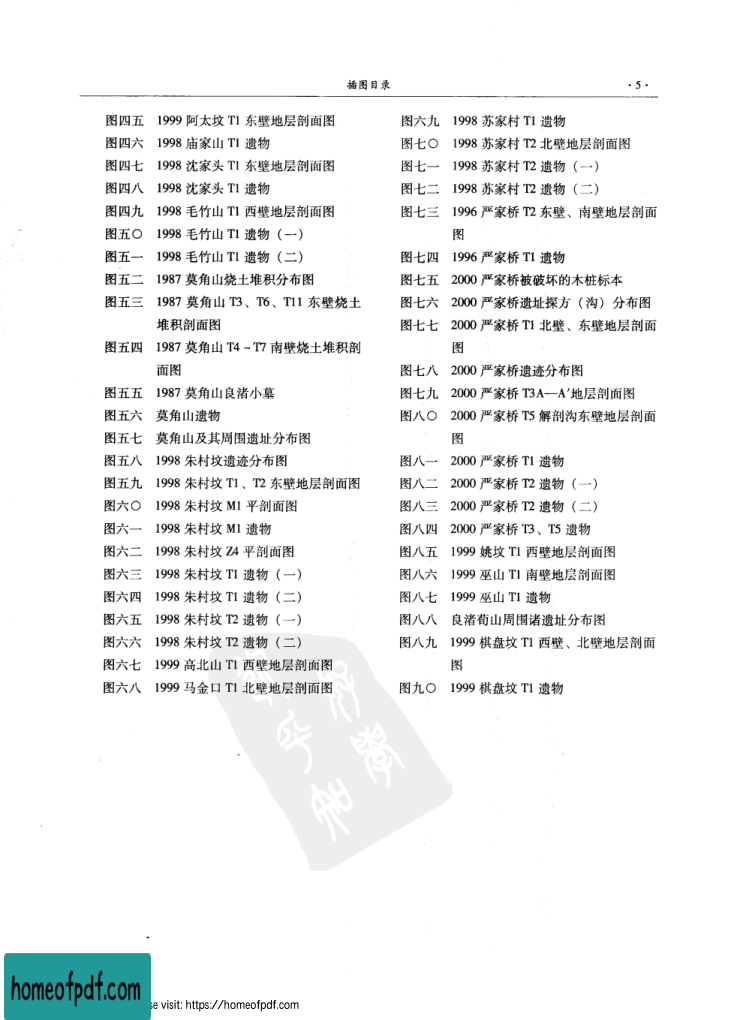 插图目录 ·5·
图四五 1999 阿太坟 T1 东壁地层剖面图
图四六 1998 庙家山 T1 遗物
图四七 1998 沈家头 T1 东壁地层剖面图
图四八 1998 沈家头 T1 遗物
图四九 1998 毛竹山 T1 西壁地层剖面图
图五〇 1998 毛竹山 T1 遗物（一）
图五一 1998 毛竹山 T1 遗物（二）
图五二 1987 莫角山烧土堆积分布图
图五三 1987 莫角山 T3、T6、T11 东壁烧土
堆积剖面图
图五四 1987 莫角山 T4～T7 南壁烧土堆积剖
面图
图五五 1987 莫角山良渚小墓
图五六 莫角山遗物
图五七 莫角山及其周围遗址分布图
图五八 1998 朱村坟遗迹分布图
图五九 1998 朱村坟 T1、T2 东壁地层剖面图
图六〇 1998 朱村坟 M1 平剖面图
图六一 1998 朱村坟 M1 遗物
图六二 1998 朱村坟 Z4 平剖面图
图六三 1998 朱村坟 T1 遗物（一）
图六四 1998 朱村坟 T1 遗物（二）
图六五 1998 朱村坟 T2 遗物（一）
图六六 1998 朱村坟 T2 遗物（二）
图六七 1999 高北山 T1 西壁地层剖面图
图六八 1999 马金口 T1 北壁地层剖面图
图六九 1998 苏家村 T1 遗物
图七〇 1998 苏家村 T2 北壁地层剖面图
图七一 1998 苏家村 T2 遗物（一）
图七二 1998 苏家村 T2 遗物（二）
图七三 1996 严家桥 T2 东壁、南壁地层剖面
图
图七四 1996 严家桥 T1 遗物
图七五 2000 严家桥被破坏的木桩标本
图七六 2000 严家桥遗址探方（沟）分布图
图七七 2000 严家桥 T1 北壁、东壁地层剖面
图
图七八 2000 严家桥遗迹分布图
图七九 2000 严家桥 T3A—A′地层剖面图
图八〇 2000 严家桥 T5 解剖沟东壁地层剖面
图
图八一 2000 严家桥 T1 遗物
图八二 2000 严家桥 T2 遗物（一）
图八三 2000 严家桥 T2 遗物（二）
图八四 2000 严家桥 T3、T5 遗物
图八五 1999 姚坟 T1 西壁地层剖面图
图八六 1999 巫山 T1 南壁地层剖面图
图八七 1999 巫山 T1 遗物
图八八 良渚荀山周围诸遗址分布图
图八九 1999 棋盘坟 T1 西壁、北壁地层剖面
图
图九〇 1999 棋盘坟 T1 遗物
homeofpdf.com
se visit: https://homeofpdf.com